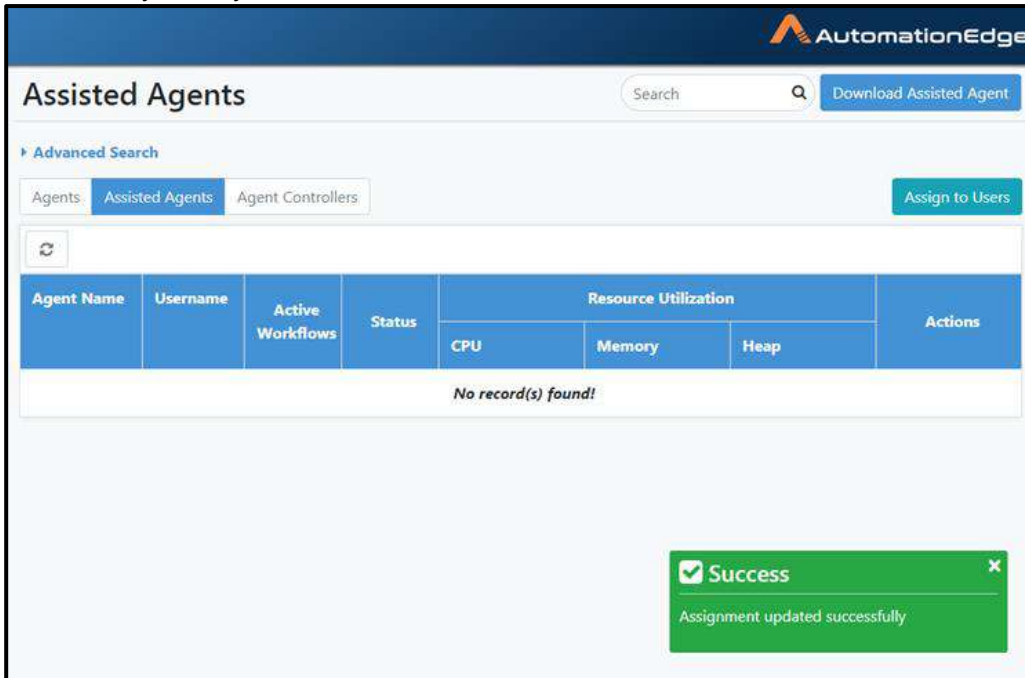 AutomationEdge
Assisted Agents
Search
Download Assisted Agent
Advanced Search
Agents
Assisted Agents
Agent Controllers
Assign to Users
Agent Name
Username
Active
Workflows
Status
Resource Utilization
CPU
Memory
Heap
Actions
No record(s) found!
Success
Assignment updated successfully